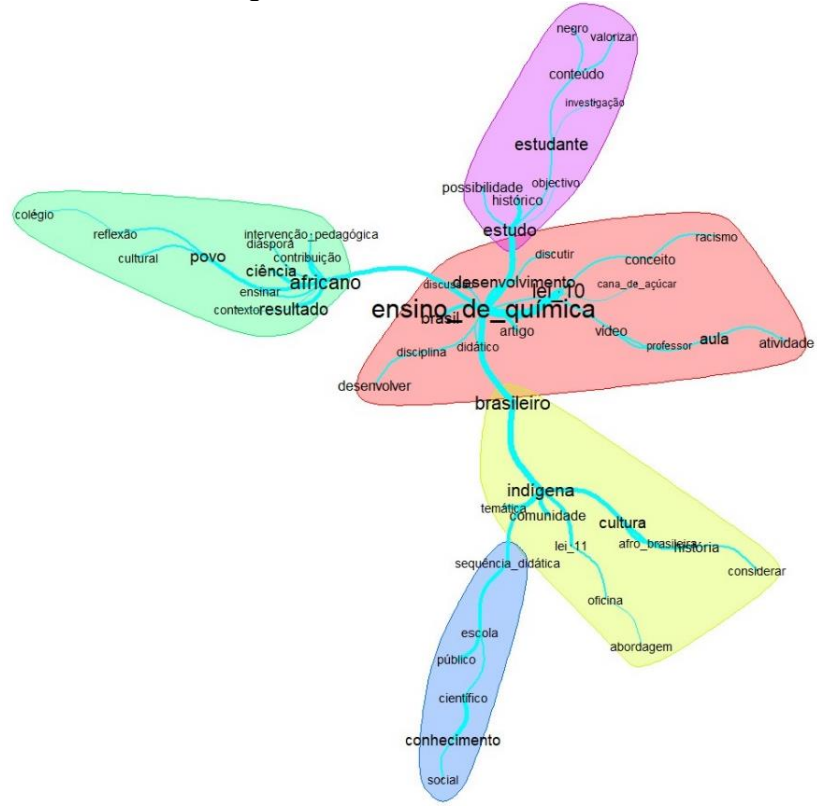 negro
valorizar
conteúdo
investigação
estudante
possibilidade
objectivo
histórico
estudo
colégio
reflexão
cultural
povo
intervenção_pedagógica
diáspora
contribuição
ciência
africano
ensinar
contexto
resultado
racismo
discutir
conceito
discussão
desenvolvimento
cana_de_açúcar
lei_10
ensino_de_química
brasil
artigo
vídeo
disciplina
didático
professor
aula
atividade
desenvolver
brasileiro
indígena
temática
comunidade
cultura
lei_11
afro_brasileira
história
considerar
oficina
abordagem
sequência_didática
escola
público
científico
conhecimento
social